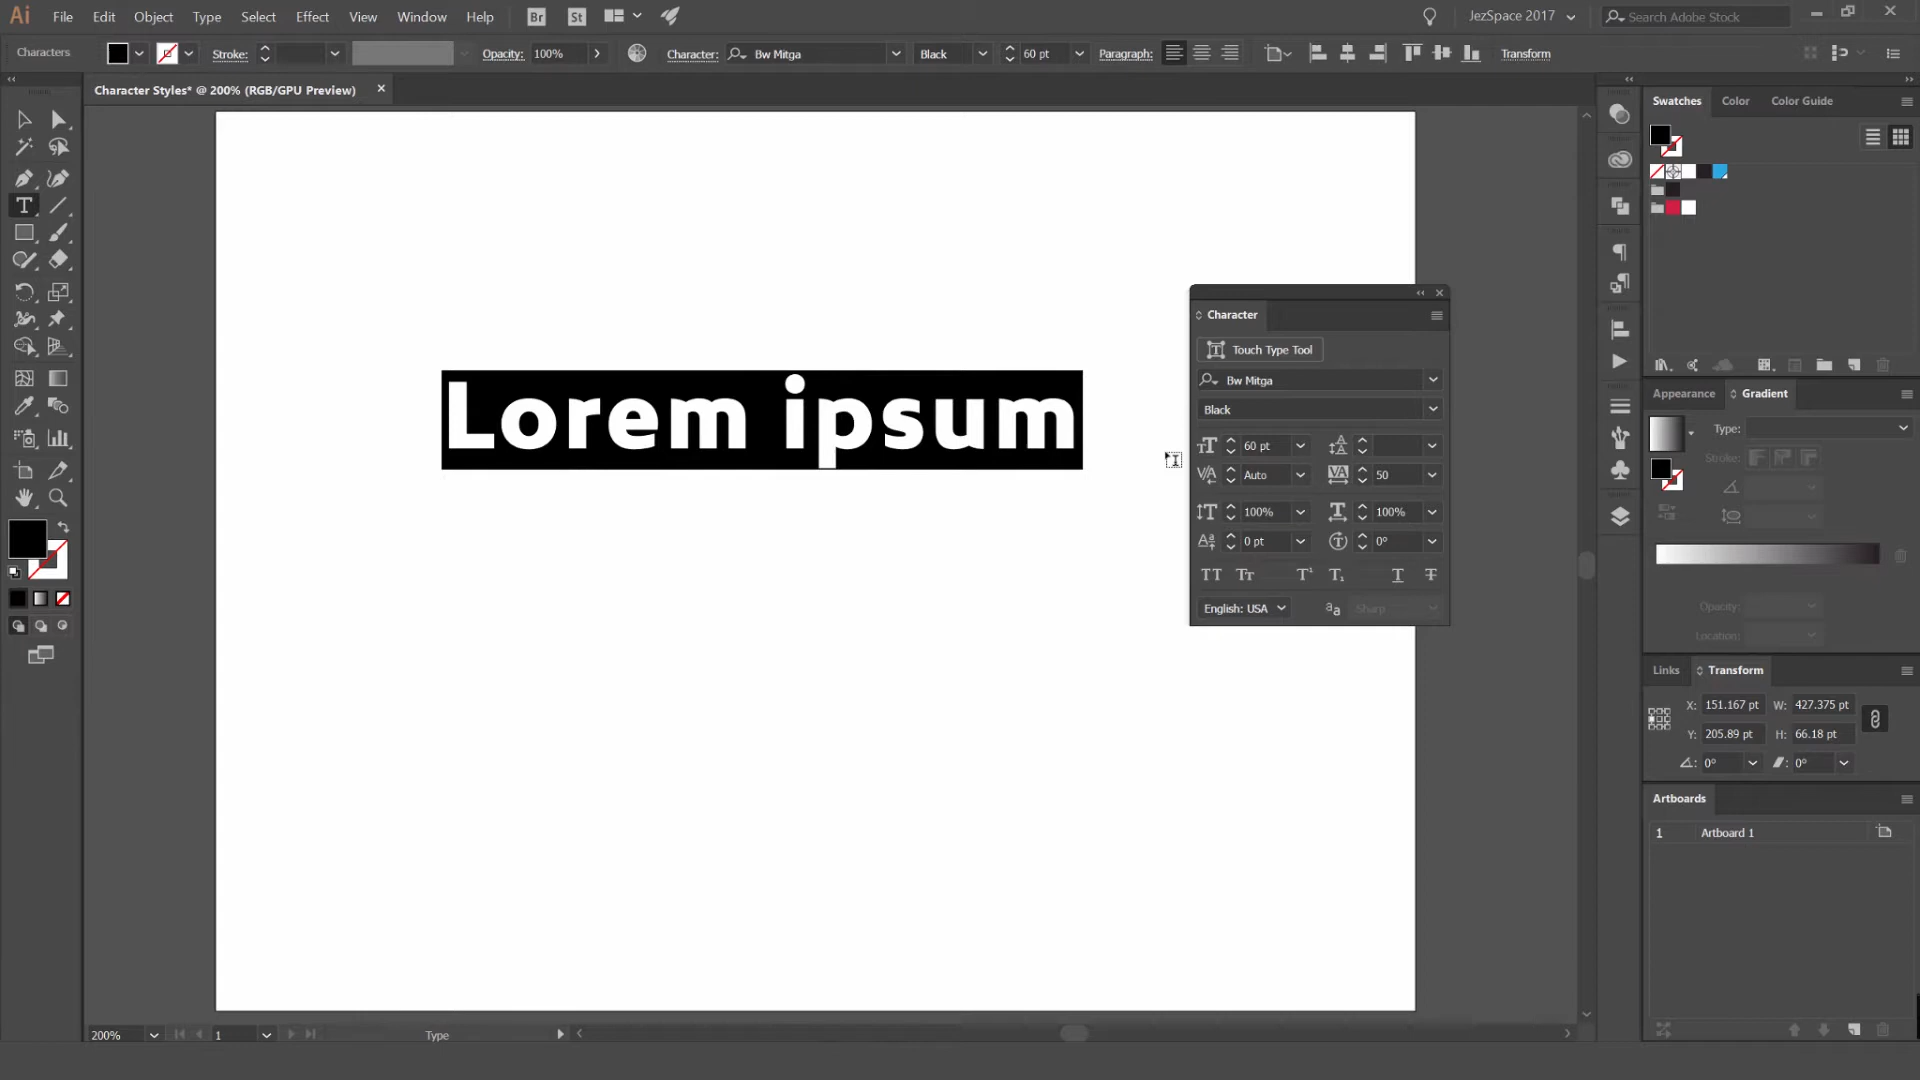 Ai File Edit Object Type Select Effect View Window Help Br St JezSpace 2017 Search Adobe Stock
Characters Stroke: Opacity: 100% Character: Bw Mitga Black 60 pt Paragraph: Transform
Character Styles* @ 200% (RGB/GPU Preview)
Swatches Color Color Guide
Lorem ipsum
Character
Touch Type Tool
Bw Mitga
Black
60 pt
Auto 50
100% 100%
0 pt 0°
English: USA Sharp
Appearance Gradient
Type:
Stroke:
Opacity:
Location:
Links Transform
X: 151.167 pt W: 427.375 pt
Y: 205.89 pt H: 66.18 pt
0° 0°
Artboards
1 Artboard 1
200% 1 Type